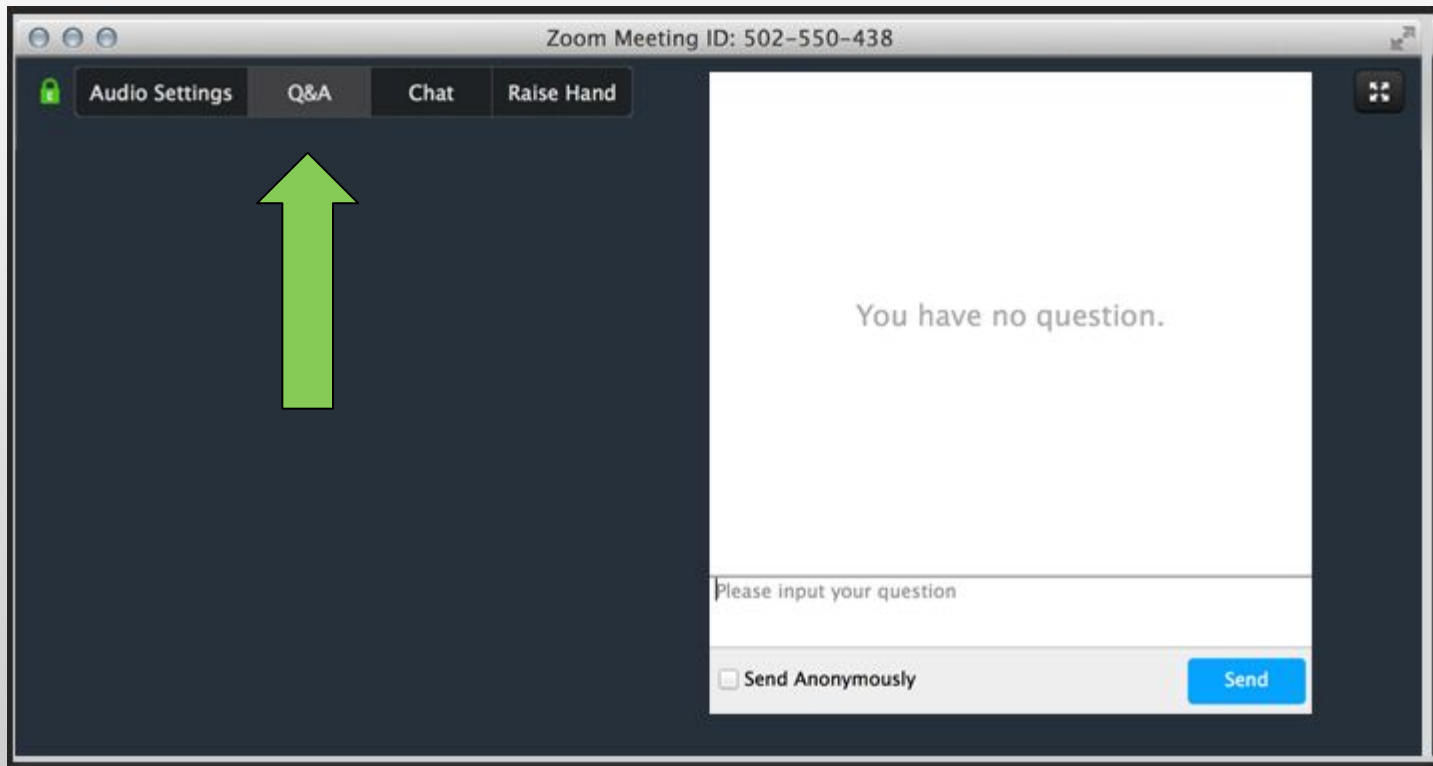 Zoom Meeting ID: 502-550-438
Audio Settings Q&A Chat Raise Hand
You have no question.
Please input your question
Send Anonymously Send